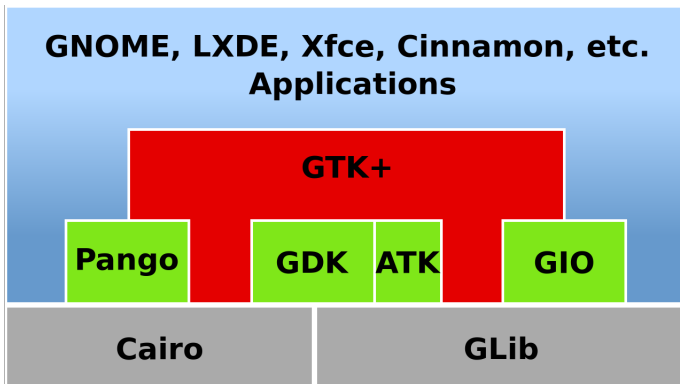 GNOME, LXDE, Xfce, Cinnamon, etc.
Applications
GTK+
Pango GDK ATK GIO
Cairo GLib